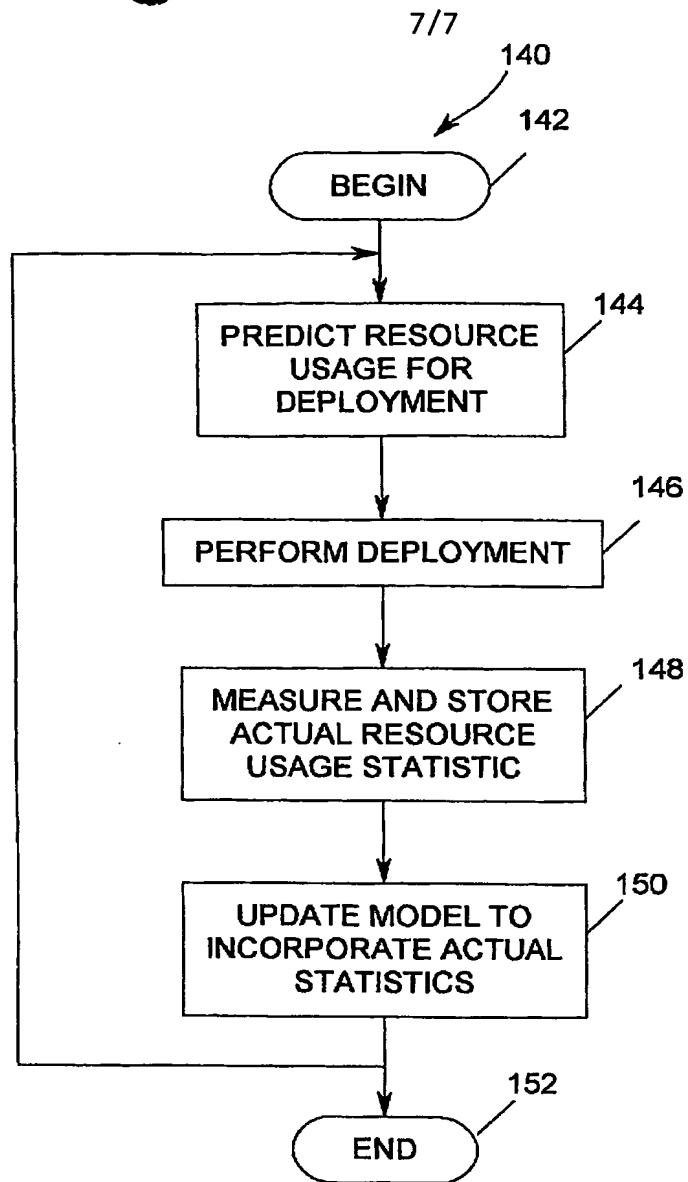 7/7
140
142
BEGIN
144
PREDICT RESOURCE
USAGE FOR
DEPLOYMENT
146
PERFORM DEPLOYMENT
148
MEASURE AND STORE
ACTUAL RESOURCE
USAGE STATISTIC
150
UPDATE MODEL TO
INCORPORATE ACTUAL
STATISTICS
152
END